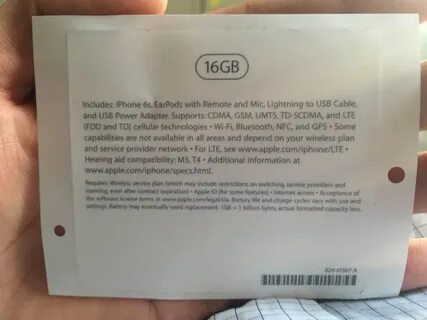 16GB
Includes: iPhone 6s, EarPods with Remote and Mic, Lightning to USB Cable,
and USB Power Adapter. Supports: CDMA, GSM, UMTS, TD-SCDMA, and LTE
(FDD and TD) cellular technologies • Wi-Fi, Bluetooth, NFC, and GPS • Some
capabilities are not available in all areas and depend on your wireless plan
and service provider network • For LTE, see www.apple.com/iphone/LTE •
Hearing aid compatibility: M3, T4 • Additional information at
www.apple.com/iphone/specs.html.
Requires: Wireless service plan (which may include restrictions on switching service providers and
roaming, even after contract expiration) • Apple ID (for some features) • Internet access • Acceptance of
the software license terms at www.apple.com/legal/sla. Battery life and charge cycles vary with use and
settings. Battery may eventually need replacement. 1GB = 1 billion bytes; actual formatted capacity less.